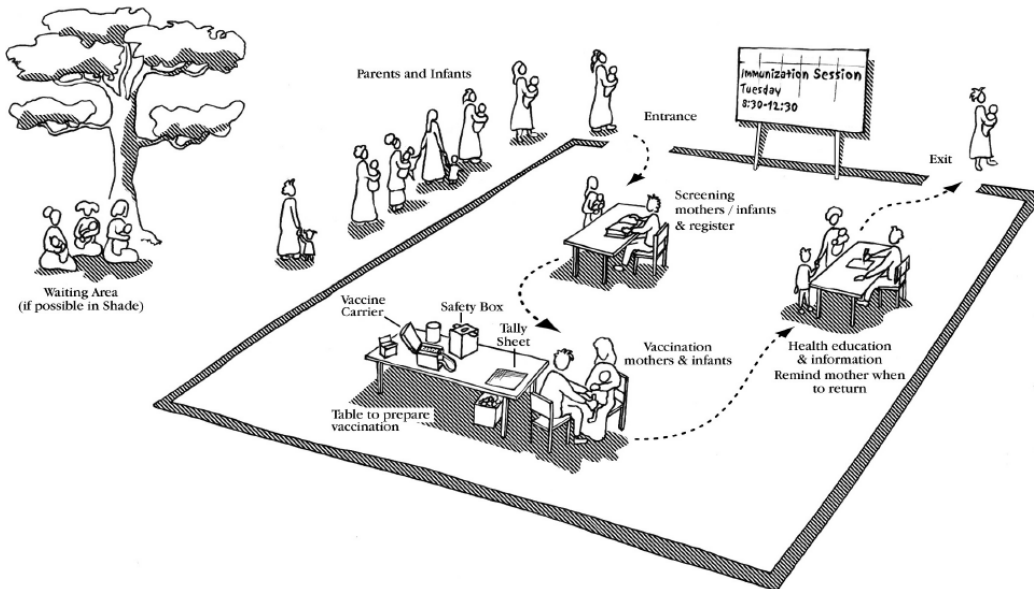 Parents and Infants
Immunization Session
Tuesday
8:30-12:30
Entrance
Exit
Screening
mothers / infants
& register
Waiting Area
(if possible in Shade)
Vaccine
Carrier
Safety Box
Tally
Sheet
Vaccination
mothers & infants
Health education
& information
Remind mother when
to return
Table to prepare
vaccination